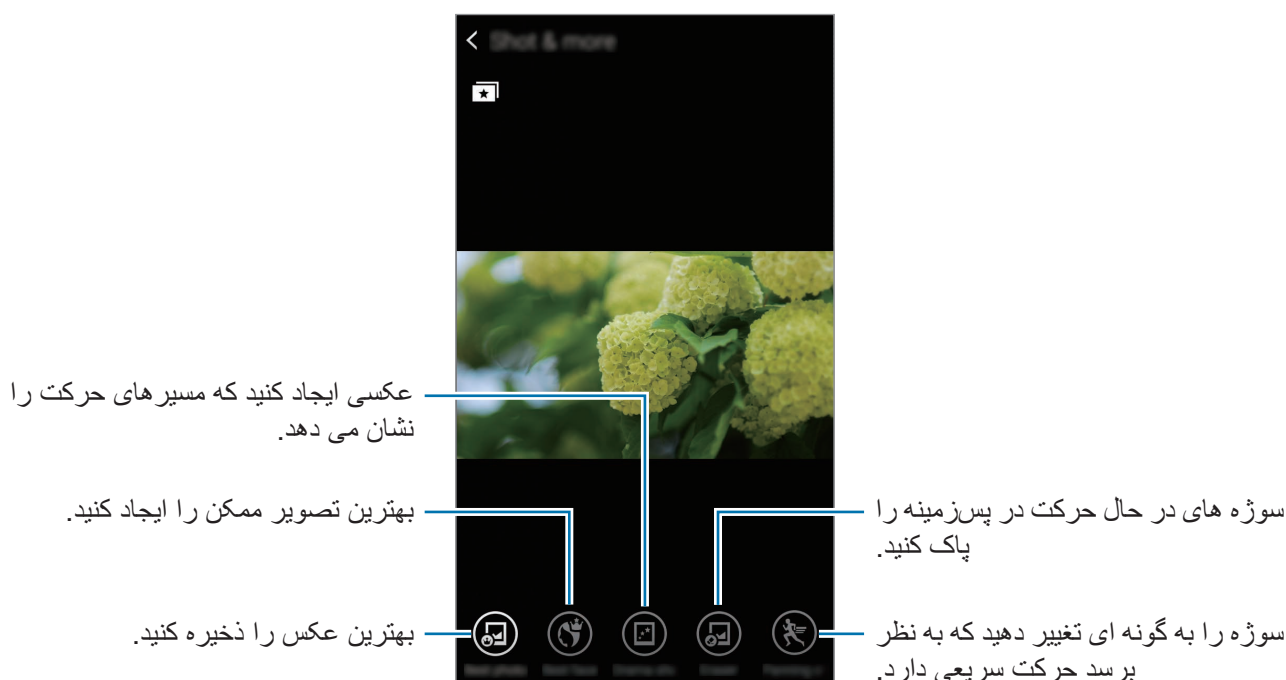 Shot & more
عکسی ایجاد کنید که مسیرهای حرکت را
نشان می دهد.
بهترین تصویر ممکن را ایجاد کنید.
سوژه های در حال حرکت در پس‌زمینه را
پاک کنید.
بهترین عکس را ذخیره کنید.
سوژه را به گونه ای تغییر دهید که به نظر
برسد حرکت سریعی دارد.